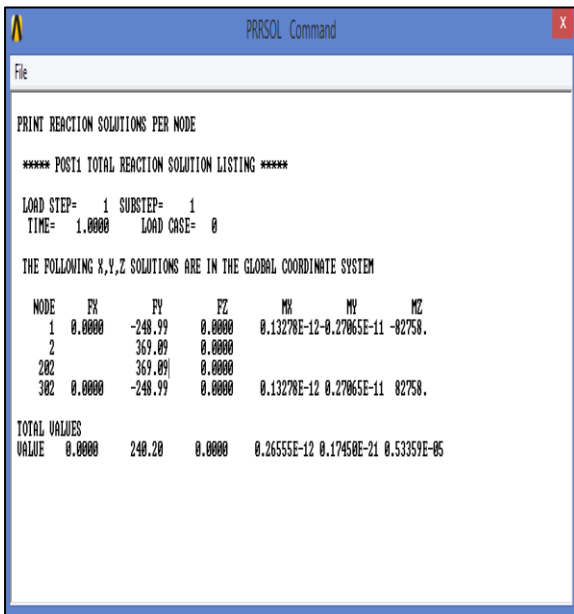 PRRSOL Command
X
File
PRINT REACTION SOLUTIONS PER NODE
***** POST1 TOTAL REACTION SOLUTION LISTING *****
LOAD STEP= 1 SUBSTEP= 1
TIME= 1.0000 LOAD CASE= 0
THE FOLLOWING X,Y,Z SOLUTIONS ARE IN THE GLOBAL COORDINATE SYSTEM
NODE FX FY FZ MX MY MZ
1 0.0000 -248.99 0.0000 0.13278E-12-0.27065E-11 -82758.
2 369.09 0.0000
202 369.09 0.0000
302 0.0000 -248.99 0.0000 0.13278E-12 0.27065E-11 82758.
TOTAL VALUES
VALUE 0.0000 240.20 0.0000 0.26555E-12 0.17450E-21 0.53359E-05